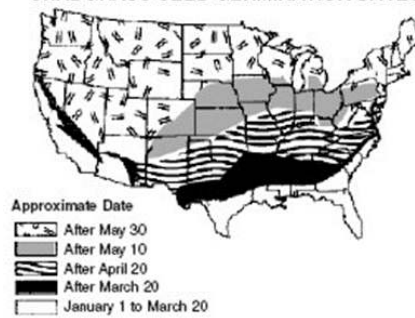 Approximate Date
After May 30
After May 10
After April 20
After March 20
January 1 to March 20